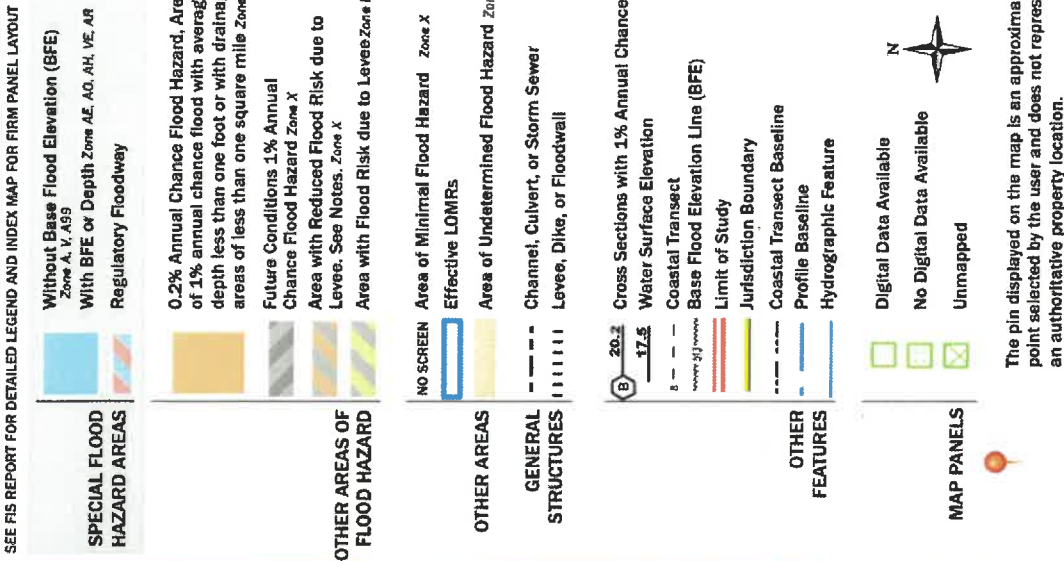 SEE FIS REPORT FOR DETAILED LEGEND AND INDEX MAP FOR FIRM PANEL LAYOUT
SPECIAL FLOOD
HAZARD AREAS
Without Base Flood Elevation (BFE)
Zone A, V, A99
With BFE or Depth Zone AE, AO, AH, VE, AR
Regulatory Floodway
OTHER AREAS OF
FLOOD HAZARD
0.2% Annual Chance Flood Hazard, Are
of 1% annual chance flood with averag
depth less than one foot or with draina
areas of less than one square mile Zone
Future Conditions 1% Annual
Chance Flood Hazard Zone X
Area with Reduced Flood Risk due to
Levee. See Notes. Zone X
Area with Flood Risk due to Levee Zone
OTHER AREAS
NO SCREEN Area of Minimal Flood Hazard Zone X
Effective LOMRs
Area of Undetermined Flood Hazard Zon
GENERAL
STRUCTURES
Channel, Culvert, or Storm Sewer
Levee, Dike, or Floodwall
OTHER
FEATURES
B 20.2 Cross Sections with 1% Annual Chance
17.5 Water Surface Elevation
8 Coastal Transect
513 Base Flood Elevation Line (BFE)
Limit of Study
Jurisdiction Boundary
Coastal Transect Baseline
Profile Baseline
Hydrographic Feature
MAP PANELS
Digital Data Available
No Digital Data Available
Unmapped
N
The pin displayed on the map is an approxima
point selected by the user and does not repres
an authoritative property location.